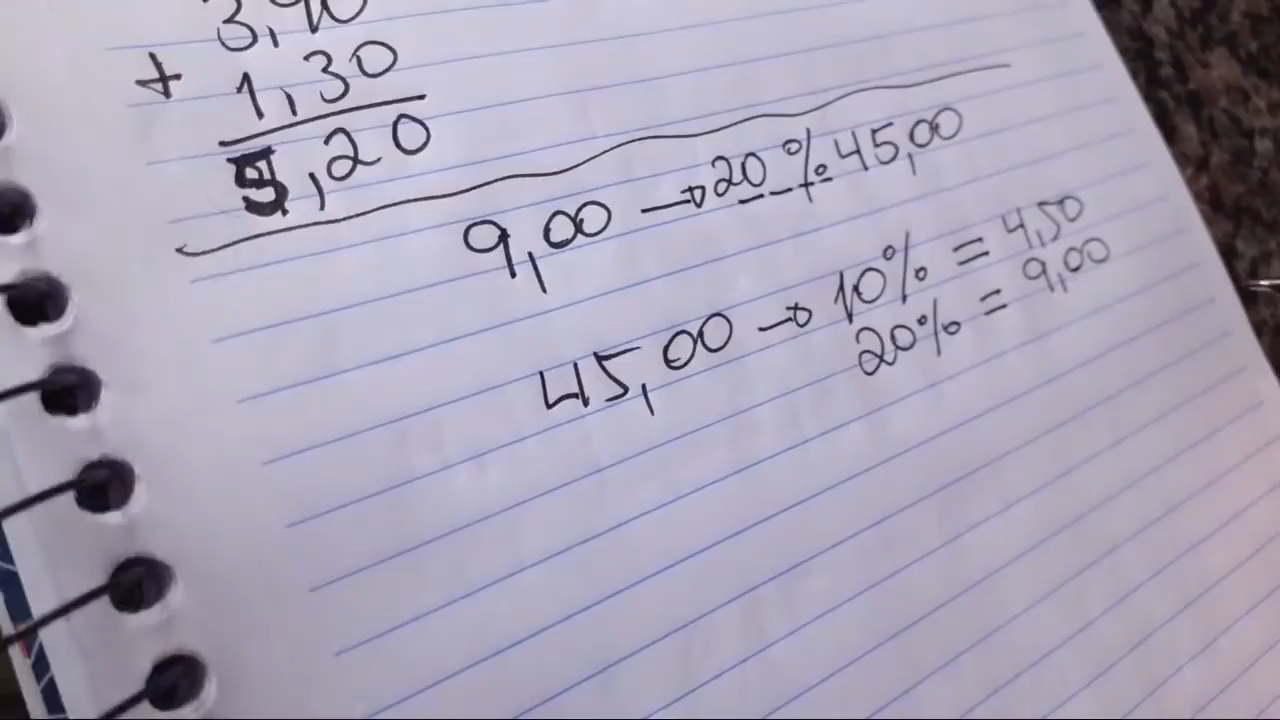 + 1,30
5,20
9,00 → 20% 45,00
45,00 → 10% = 4,50
20% = 9,00